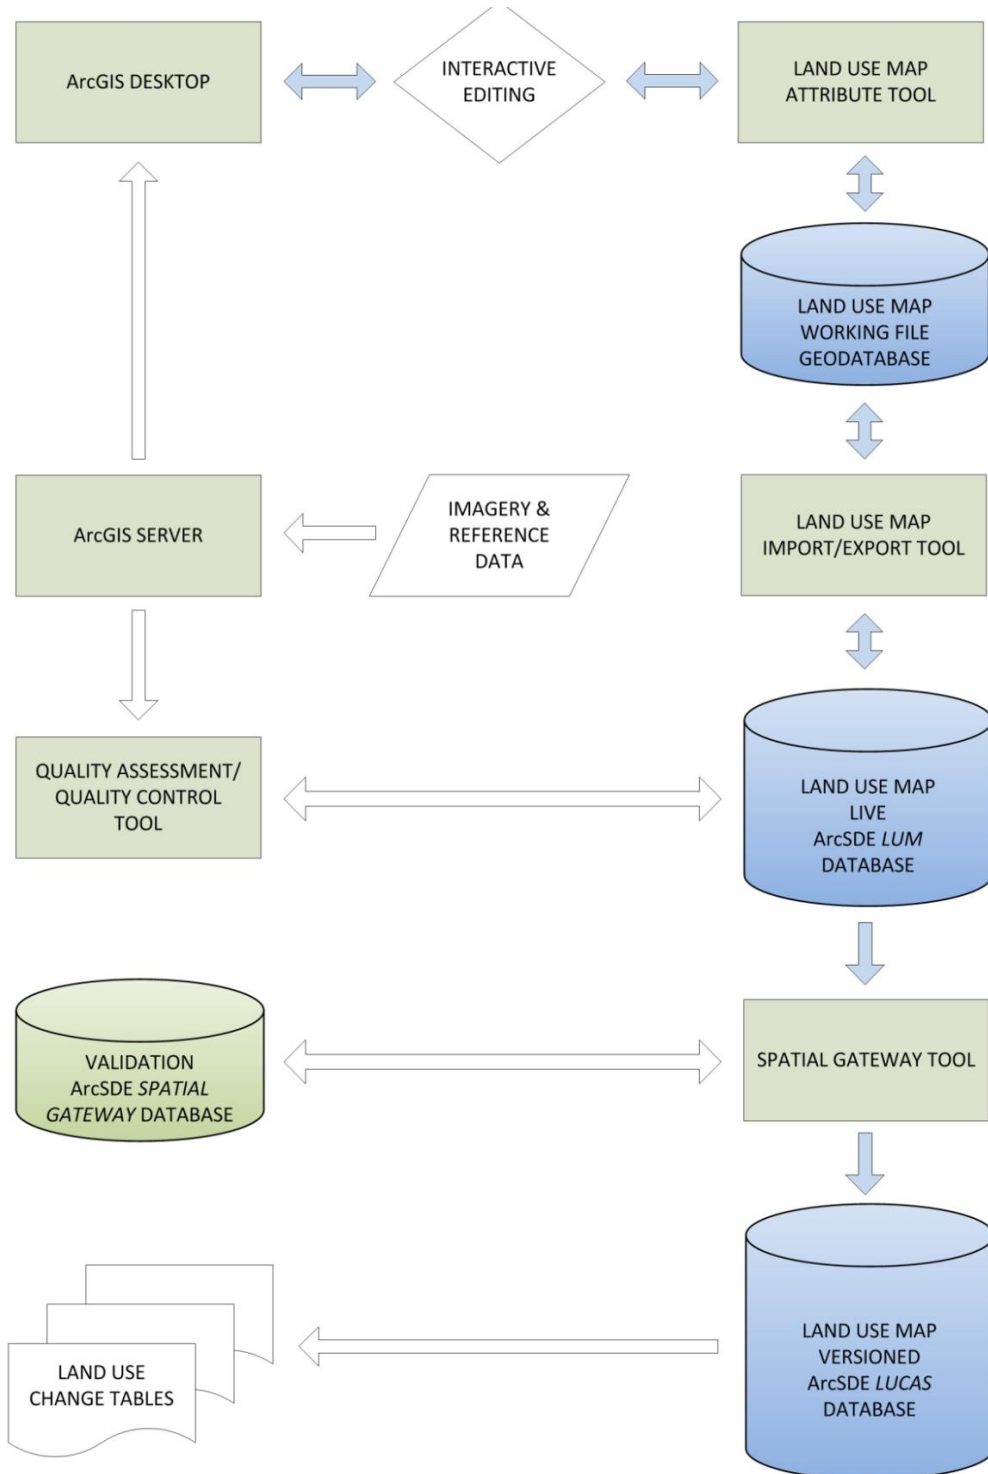 ArcGIS DESKTOP
INTERACTIVE
EDITING
LAND USE MAP
ATTRIBUTE TOOL
LAND USE MAP
WORKING FILE
GEODATABASE
ArcGIS SERVER
IMAGERY &
REFERENCE
DATA
LAND USE MAP
IMPORT/EXPORT TOOL
QUALITY ASSESSMENT/
QUALITY CONTROL
TOOL
LAND USE MAP
LIVE
ArcSDE LUM
DATABASE
VALIDATION
ArcSDE SPATIAL
GATEWAY DATABASE
SPATIAL GATEWAY TOOL
LAND USE
CHANGE TABLES
LAND USE MAP
VERSIONED
ArcSDE LUCAS
DATABASE